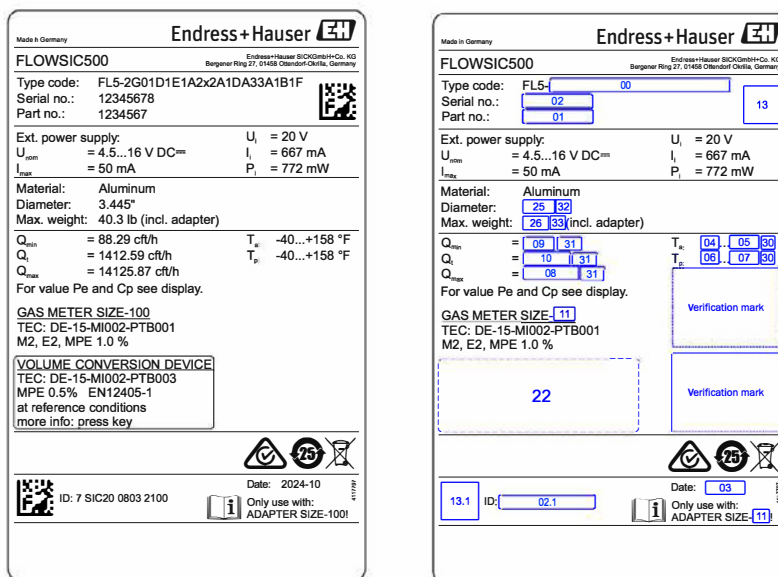 Made in Germany
Endress+Hauser EH
FLOWSIC500
Endress+Hauser SICKGmbH+Co. KG
Bergener Ring 27, 01458 Ottendorf-Okrilla, Germany
Type code: FL5-2G01D1E1A2x2A1DA33A1B1F
Serial no.: 12345678
Part no.: 1234567
Ext. power supply: Ui = 20 V
Unom = 4.5...16 V DC Ii = 667 mA
Imax = 50 mA Pi = 772 mW
Material: Aluminum
Diameter: 3.445"
Max. weight: 40.3 lb (incl. adapter)
Qmin = 88.29 cft/h Ta: -40...+158 °F
Qt = 1412.59 cft/h Tp: -40...+158 °F
Qmax = 14125.87 cft/h
For value Pe and Cp see display.
GAS METER SIZE-100
TEC: DE-15-MI002-PTB001
M2, E2, MPE 1.0 %
VOLUME CONVERSION DEVICE
TEC: DE-15-MI002-PTB003
MPE 0.5% EN12405-1
at reference conditions
more info: press key
25
ID: 7 SIC20 0803 2100
Date: 2024-10
Only use with:
ADAPTER SIZE-100!
Made in Germany
Endress+Hauser EH
FLOWSIC500
Endress+Hauser SICKGmbH+Co. KG
Bergener Ring 27, 01458 Ottendorf-Okrilla, Germany
Type code: FL5- 00
Serial no.: 02
Part no.: 01
13
Ext. power supply: Ui = 20 V
Unom = 4.5...16 V DC Ii = 667 mA
Imax = 50 mA Pi = 772 mW
Material: Aluminum
Diameter: 25 32
Max. weight: 26 33 (incl. adapter)
Qmin = 09 31 Ta: 04 ... 05 30
Qt = 10 31 Tp: 06 ... 07 30
Qmax = 08 31
For value Pe and Cp see display.
Verification mark
GAS METER SIZE- 11
TEC: DE-15-MI002-PTB001
M2, E2, MPE 1.0 %
22
Verification mark
25
13.1 ID: 02.1
Date: 03
Only use with:
ADAPTER SIZE- 11 !